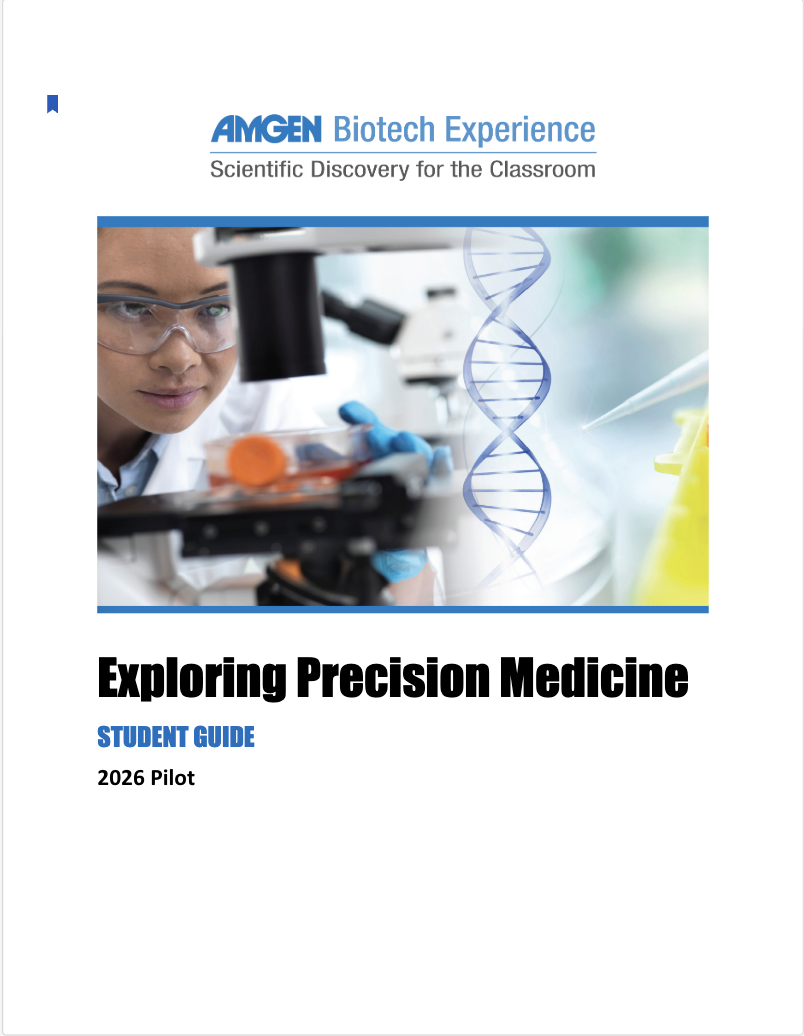 AMGEN Biotech Experience
Scientific Discovery for the Classroom
Exploring Precision Medicine
STUDENT GUIDE
2026 Pilot